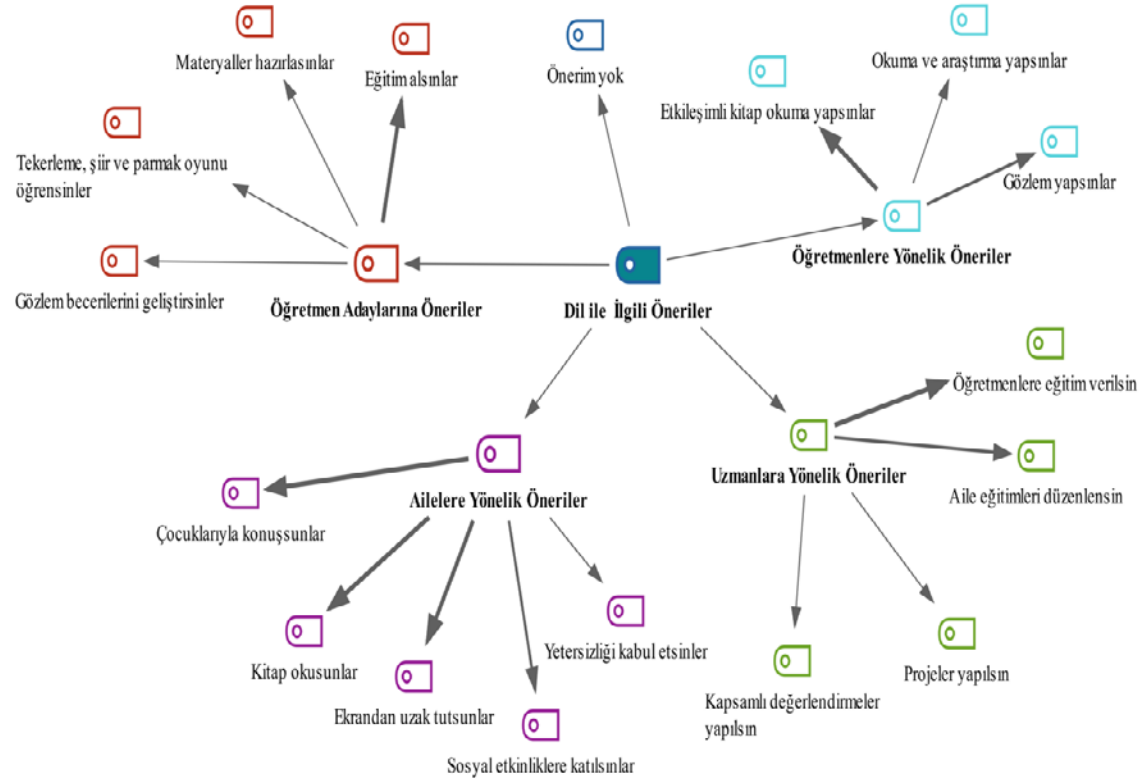 Materyaller hazırlasınlar
Eğitim alsınlar
Önerim yok
Okuma ve araştırma yapsınlar
Etkileşimli kitap okuma yapsınlar
Tekerleme, şiir ve parmak oyunu
öğrensinler
Gözlem yapsınlar
Öğretmenlere Yönelik Öneriler
Gözlem becerilerini geliştirsinler
Öğretmen Adaylarına Öneriler
Dil ile İlgili Öneriler
Öğretmenlere eğitim verilsin
Uzmanlara Yönelik Öneriler
Aile eğitimleri düzenlensin
Ailelere Yönelik Öneriler
Çocuklarıyla konuşsunlar
Yetersizliği kabul etsinler
Kitap okusunlar
Projeler yapılsın
Kapsamlı değerlendirmeler
yapılsın
Ekrandan uzak tutsunlar
Sosyal etkinliklere katılsınlar